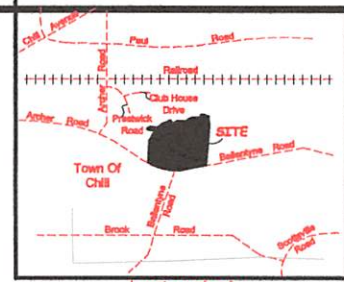 Chili Avenue
Paul Road
Archer Road
Railroad
Club House
Drive
Prestwick
Road
Archer Road
SITE
Town Of
Chili
Ballantyne Road
Ballantyne
Road
Brook Road
Scottsville
Road